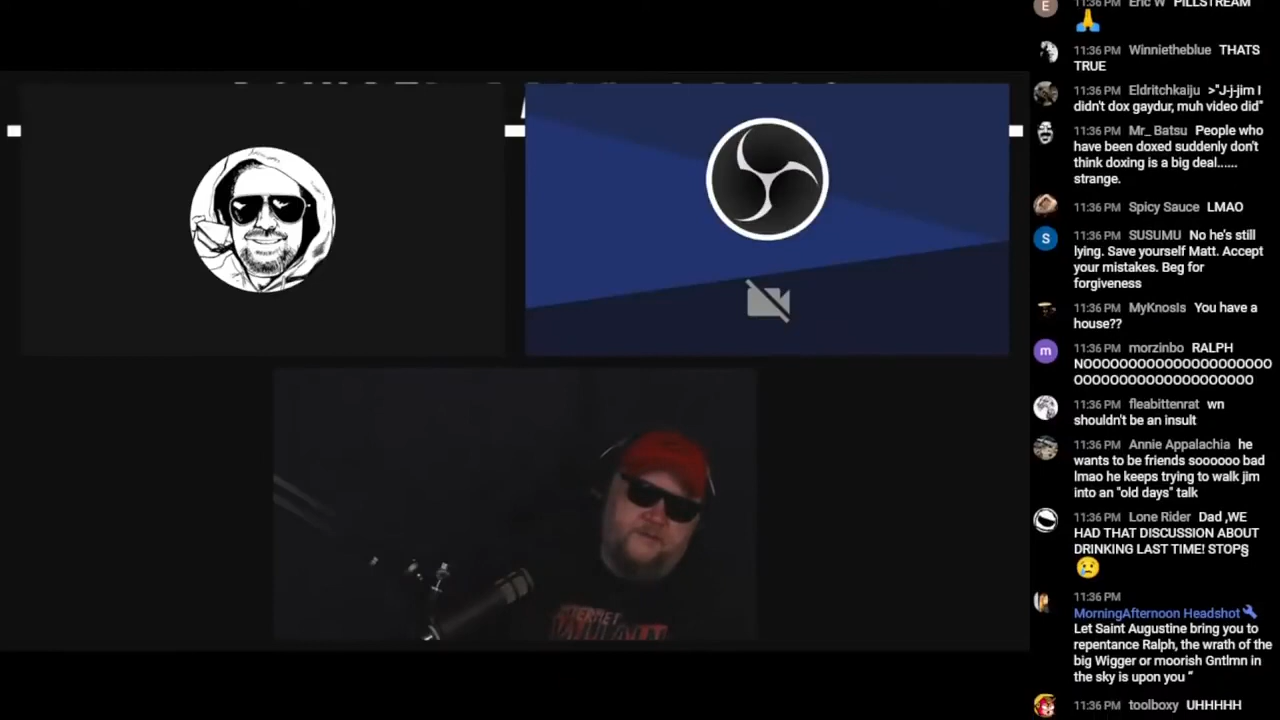 11:36 PM Eric W PILLSTREAM
11:36 PM Winnietheblue THATS
TRUE
11:36 PM Eldritchkaiju >"J-j-jim I
didn't dox gaydur, muh video did"
11:36 PM Mr_ Batsu People who
have been doxed suddenly don't
think doxing is a big deal......
strange.
11:36 PM Spicy Sauce LMAO
11:36 PM SUSUMU No he's still
lying. Save yourself Matt. Accept
your mistakes. Beg for
forgiveness
11:36 PM MyKnosIs You have a
house??
11:36 PM morzinbo RALPH
NOOOOOOOOOOOOOOOOOOOOO
OOOOOOOOOOOOOOOOOOOO
11:36 PM fleabittenrat wn
shouldn't be an insult
11:36 PM Annie Appalachia he
wants to be friends soooooo bad
lmao he keeps trying to walk jim
into an "old days" talk
11:36 PM Lone Rider Dad ,WE
HAD THAT DISCUSSION ABOUT
DRINKING LAST TIME! STOP§
11:36 PM
MorningAfternoon Headshot
Let Saint Augustine bring you to
repentance Ralph, the wrath of the
big Wigger or moorish Gntlmn in
the sky is upon you “
11:36 PM toolboxy UHHHHH
E
S
m
INTERNET